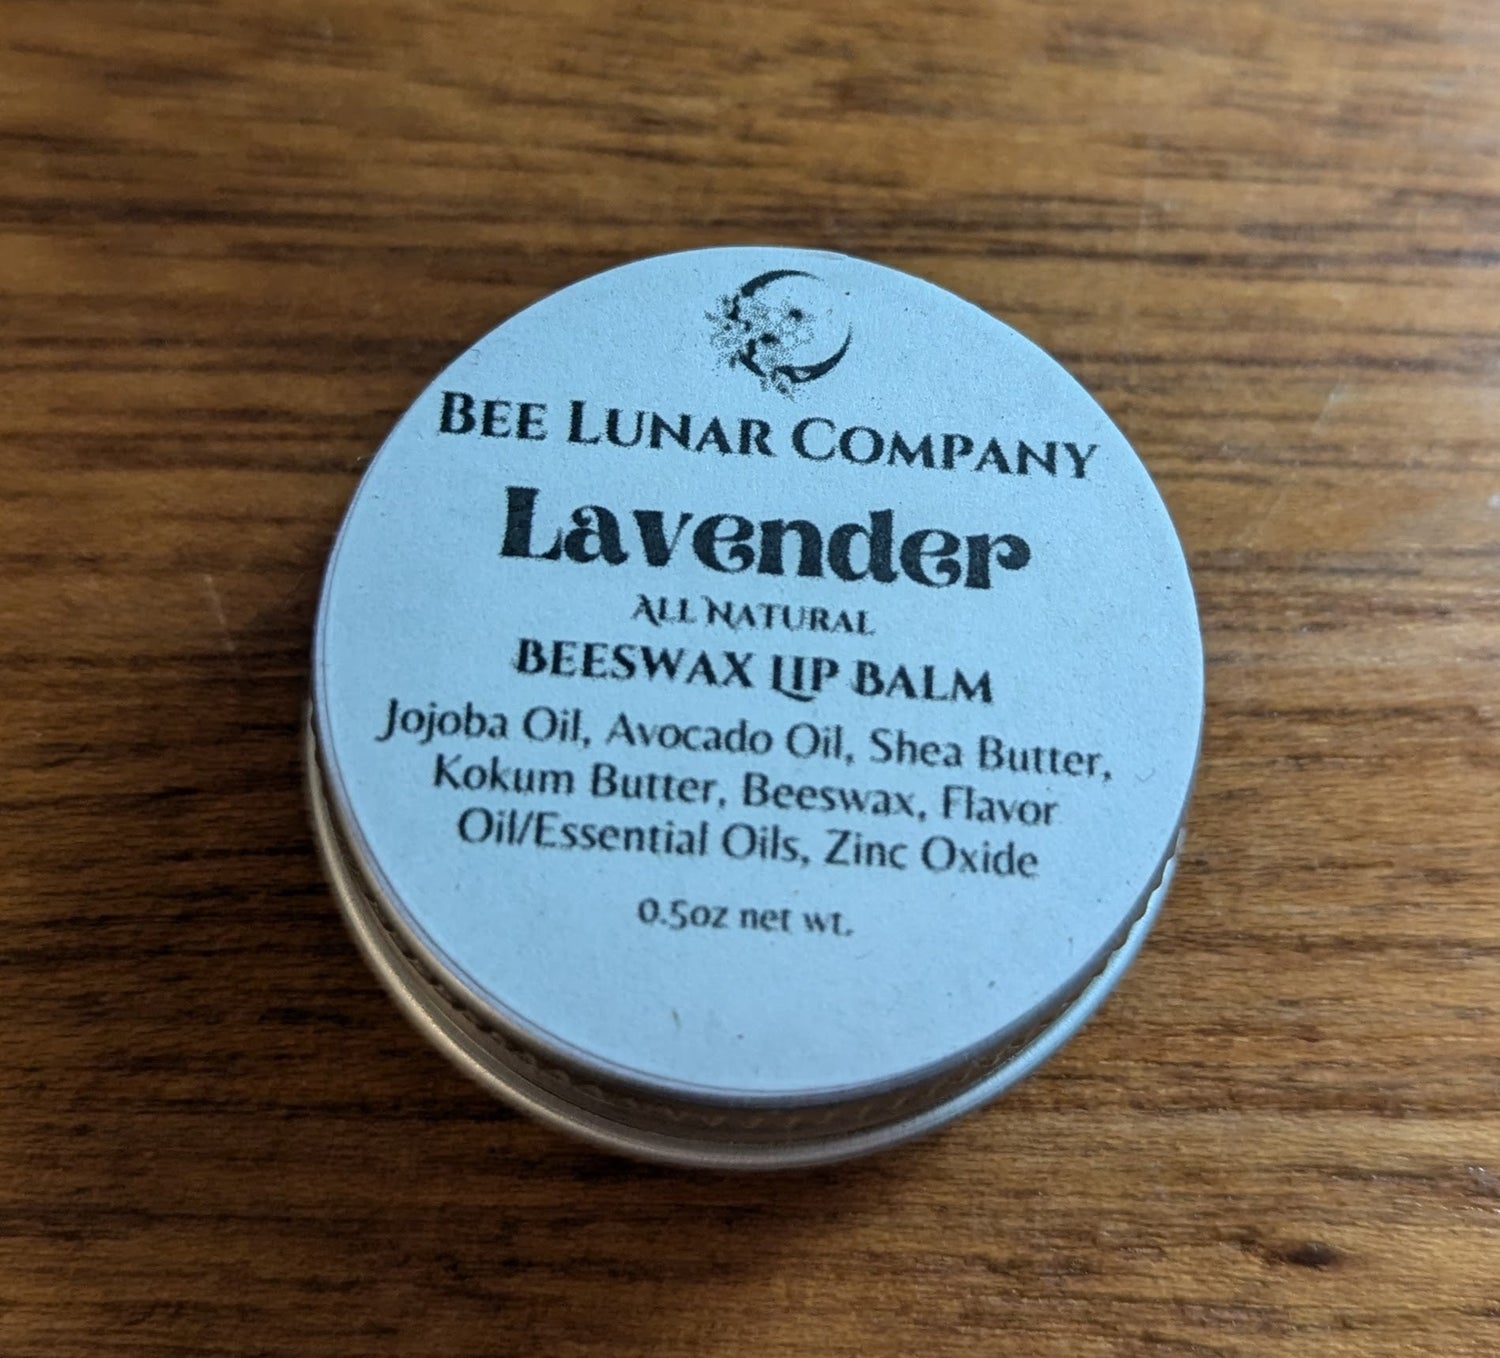 Bee Lunar Company
Lavender
All Natural
Beeswax Lip Balm
Jojoba Oil, Avocado Oil, Shea Butter,
Kokum Butter, Beeswax, Flavor
Oil/Essential Oils, Zinc Oxide
0.5oz net wt.